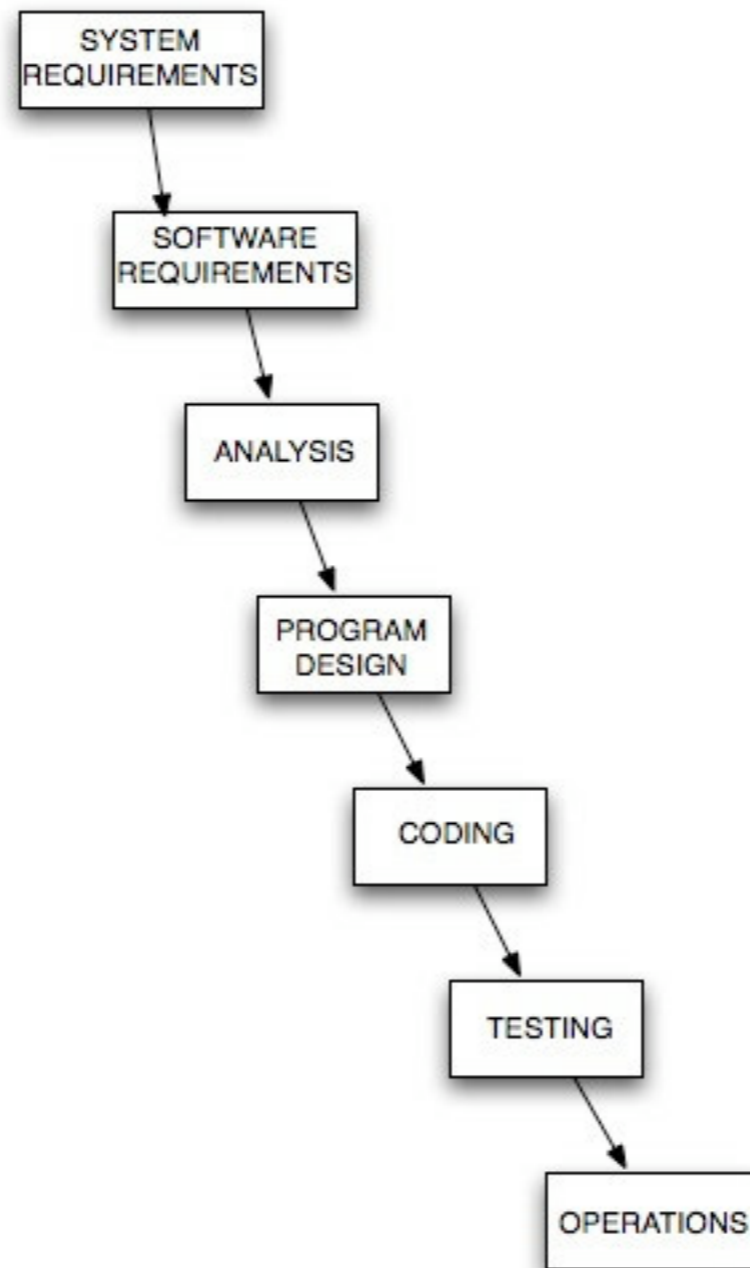 SYSTEM
REQUIREMENTS
SOFTWARE
REQUIREMENTS
ANALYSIS
PROGRAM
DESIGN
CODING
TESTING
OPERATIONS